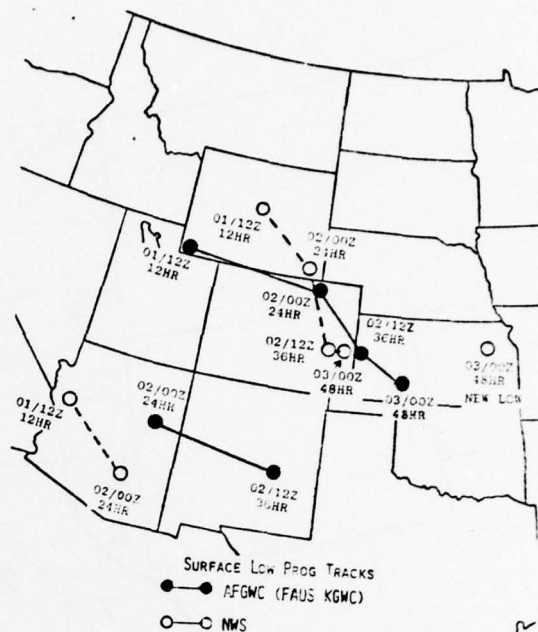 01/12Z
12HR
02/00Z
24HR
01/12Z
12HR
02/00Z
24HR
02/12Z
36HR
02/12Z
36HR
03/00Z
48HR
03/00Z
48HR
03/00Z
48HR
NEW LOW
01/12Z
12HR
02/00Z
24HR
02/00Z
24HR
02/12Z
36HR
SURFACE LOW PROG TRACKS
AFGWC (FAUS KGWC)
NWS